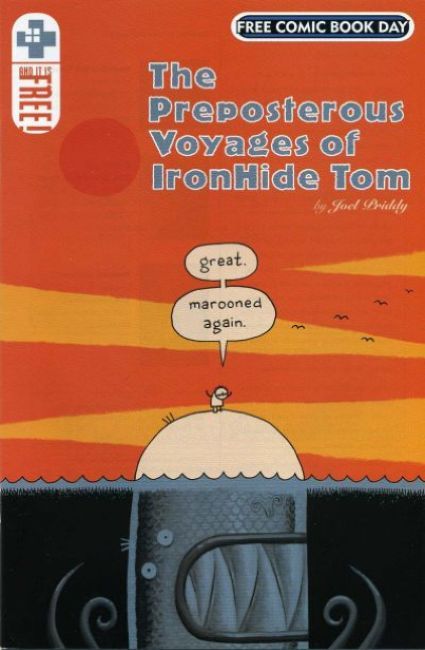 FREE COMIC BOOK DAY
AND IT IS
FREE!
The
Preposterous
Voyages of
IronHide Tom
by Joel Priddy
great.
marooned
again.